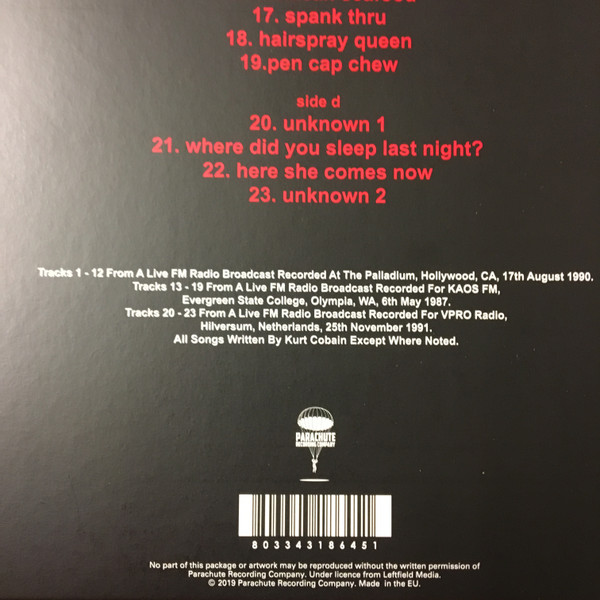 17. spank thru
18. hairspray queen
19.pen cap chew
side d
20. unknown 1
21. where did you sleep last night?
22. here she comes now
23. unknown 2
Tracks 1 - 12 From A Live FM Radio Broadcast Recorded At The Palladium, Hollywood, CA, 17th August 1990.
Tracks 13 - 19 From A Live FM Radio Broadcast Recorded For KAOS FM,
Evergreen State College, Olympia, WA, 6th May 1987.
Tracks 20 - 23 From A Live FM Radio Broadcast Recorded For VPRO Radio,
Hilversum, Netherlands, 25th November 1991.
All Songs Written By Kurt Cobain Except Where Noted.
PARACHUTE
RECORDING COMPANY
803343186451
No part of this package or artwork may be reproduced without the written permission of
Parachute Recording Company. Under licence from Leftfield Media.
© 2019 Parachute Recording Company. Made in the EU.